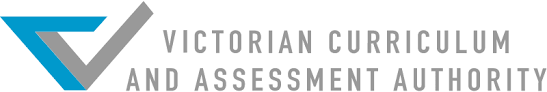 VICTORIAN CURRICULUM
AND ASSESSMENT AUTHORITY